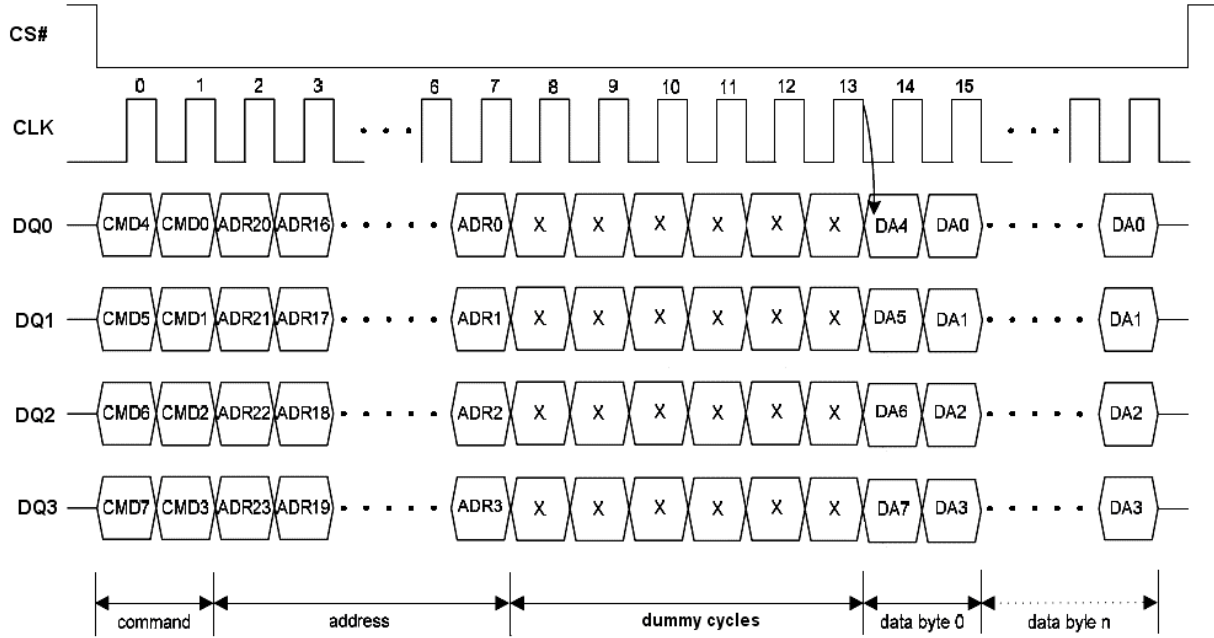 CS#
0 1 2 3 6 7 8 9 10 11 12 13 14 15
CLK
DQ0 CMD4 CMD0 ADR20 ADR16 ADR0 X X X X X X DA4 DA0 DA0
DQ1 CMD5 CMD1 ADR21 ADR17 ADR1 X X X X X X DA5 DA1 DA1
DQ2 CMD6 CMD2 ADR22 ADR18 ADR2 X X X X X X DA6 DA2 DA2
DQ3 CMD7 CMD3 ADR23 ADR19 ADR3 X X X X X X DA7 DA3 DA3
command address dummy cycles data byte 0 data byte n